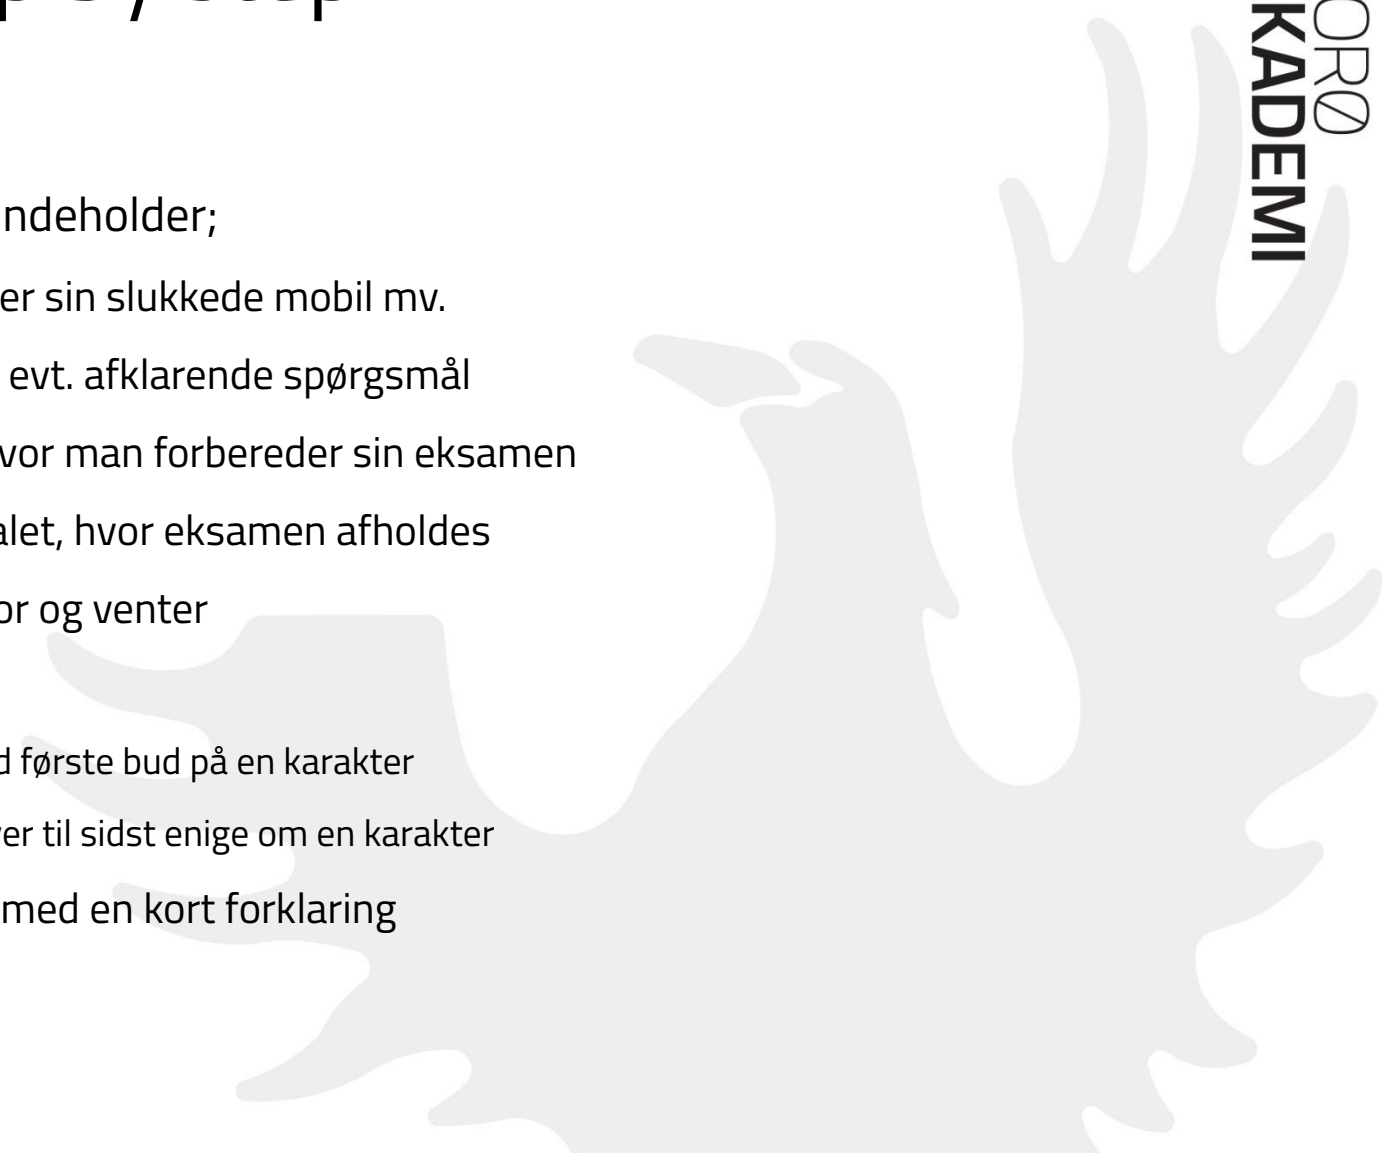 step
ndeholder;
er sin slukkede mobil mv.
evt. afklarende spørgsmål
vor man forbereder sin eksamen
alet, hvor eksamen afholdes
or og venter
d første bud på en karakter
er til sidst enige om en karakter
med en kort forklaring
ORØ
KADEMI